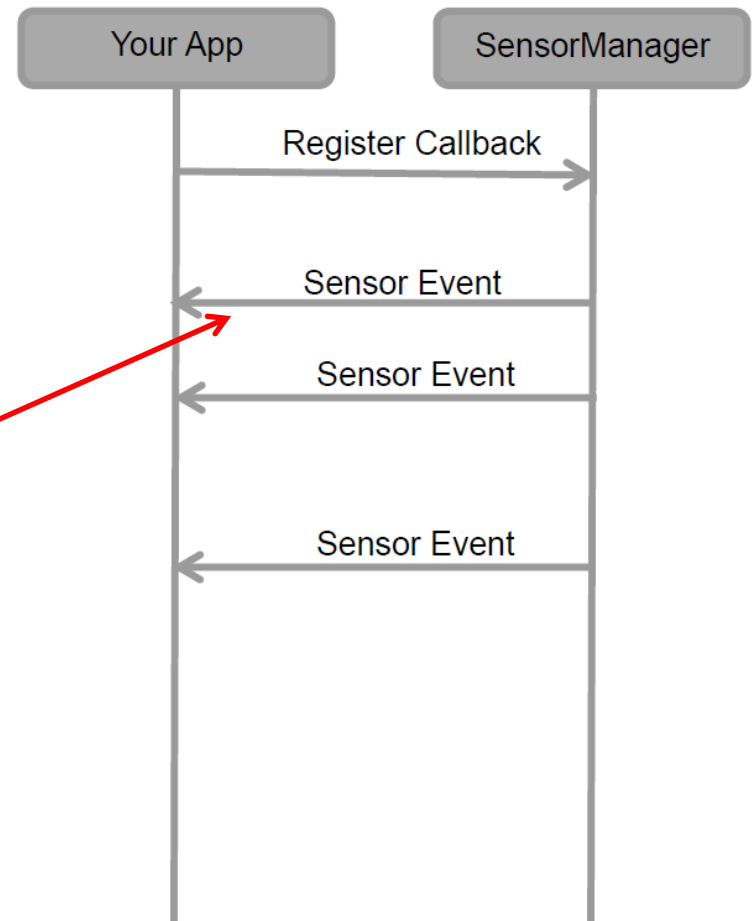 Your App
SensorManager
Register Callback
Sensor Event
Sensor Event
Sensor Event